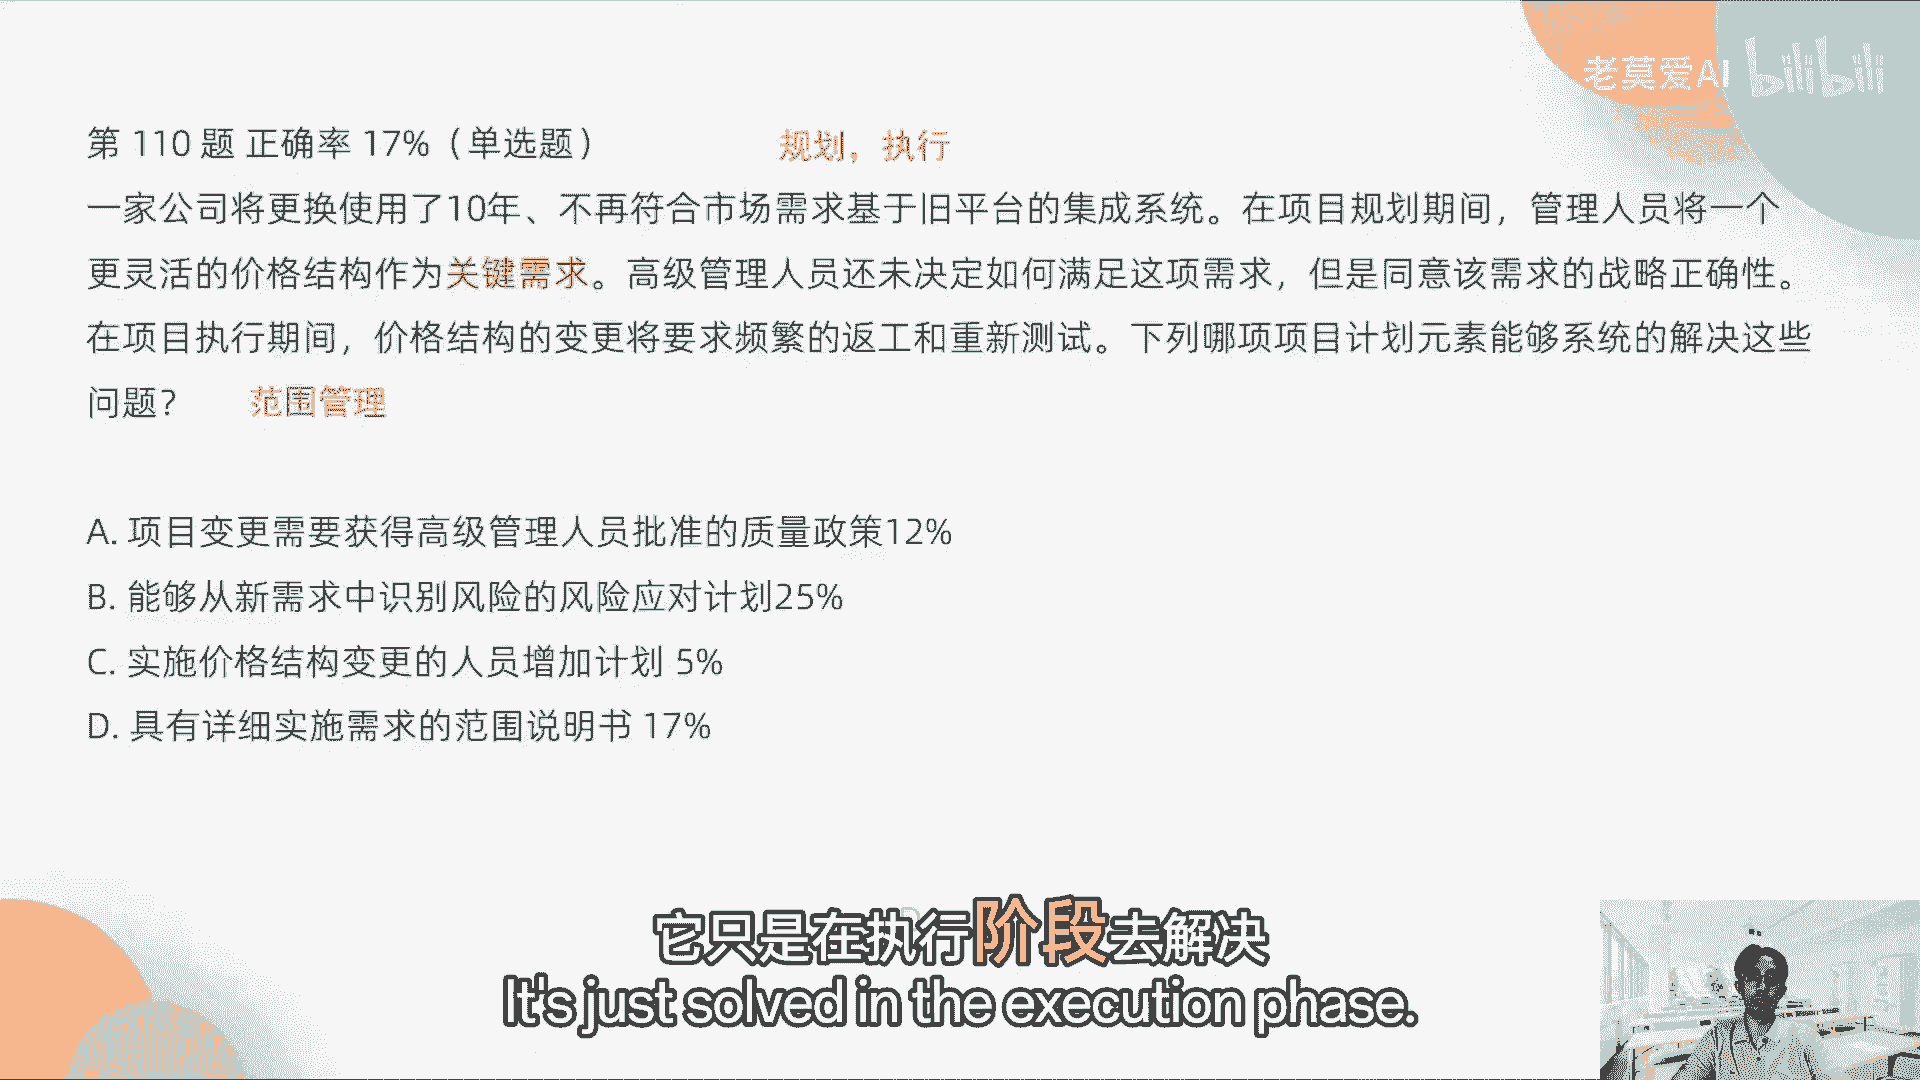 老莫爱AI bilibili
第 110 题 正确率 17%（单选题）
规划，执行
一家公司将更换使用了10年、不再符合市场需求基于旧平台的集成系统。在项目规划期间，管理人员将一个
更灵活的价格结构作为关键需求。高级管理人员还未决定如何满足这项需求，但是同意该需求的战略正确性。
在项目执行期间，价格结构的变更将要求频繁的返工和重新测试。下列哪项项目计划元素能够系统的解决这些
问题？
范围管理
A. 项目变更需要获得高级管理人员批准的质量政策12%
B. 能够从新需求中识别风险的风险应对计划25%
C. 实施价格结构变更的人员增加计划 5%
D. 具有详细实施需求的范围说明书 17%
它只是在执行阶段去解决
It's just solved in the execution phase.